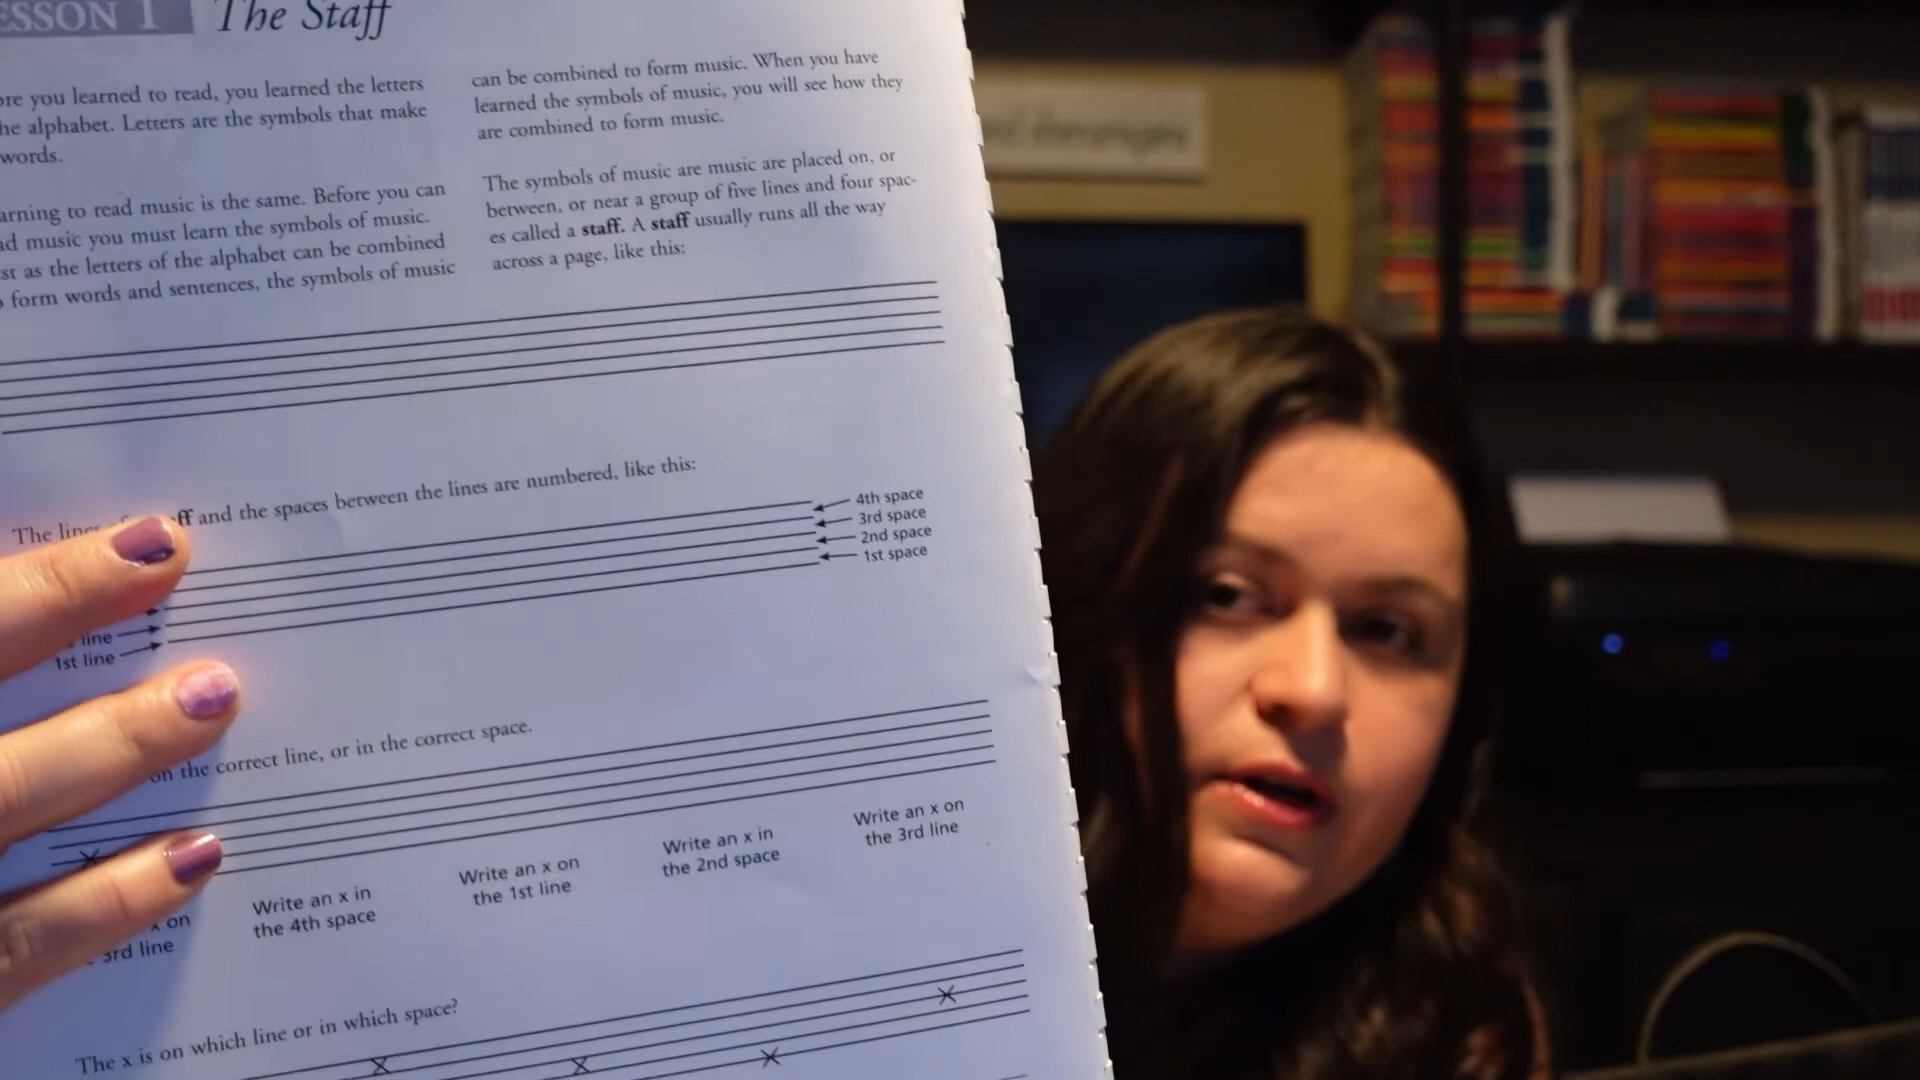 ESSON 1 The Staff
ore you learned to read, you learned the letters
he alphabet. Letters are the symbols that make
words.
arning to read music is the same. Before you can
ad music you must learn the symbols of music.
st as the letters of the alphabet can be combined
form words and sentences, the symbols of music
can be combined to form music. When you have
learned the symbols of music, you will see how they
are combined to form music.
The symbols of music are music are placed on, or
between, or near a group of five lines and four spac-
es called a staff. A staff usually runs all the way
across a page, like this:
The lines ff and the spaces between the lines are numbered, like this:
4th space
3rd space
2nd space
1st space
line
1st line
on the correct line, or in the correct space.
x on
3rd line
Write an x in
the 4th space
Write an x on
the 1st line
Write an x in
the 2nd space
Write an x on
the 3rd line
The x is on which line or in which space?